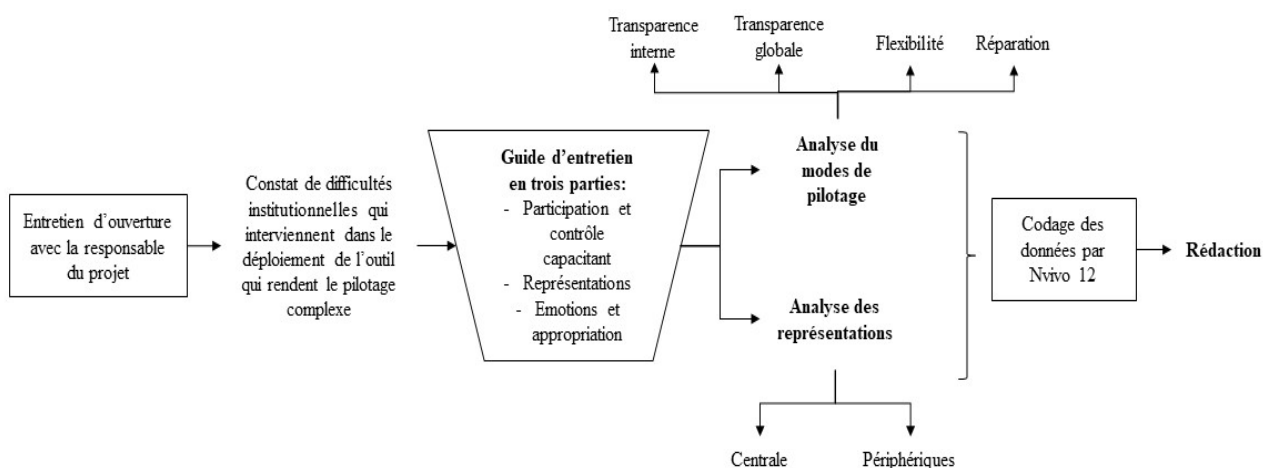 Entretien d’ouverture
avec la responsable
du projet
Constat de difficultés
institutionnelles qui
interviennent dans le
déploiement de l’outil
qui rendent le pilotage
complexe
Guide d’entretien
en trois parties:
- Participation et
contrôle
capacitant
- Représentations
- Emotions et
appropriation
Transparence
interne
Transparence
globale
Flexibilité
Réparation
Analyse du
modes de
pilotage
Analyse des
représentations
Centrale
Périphériques
Codage des
données par
Nvivo 12
Rédaction